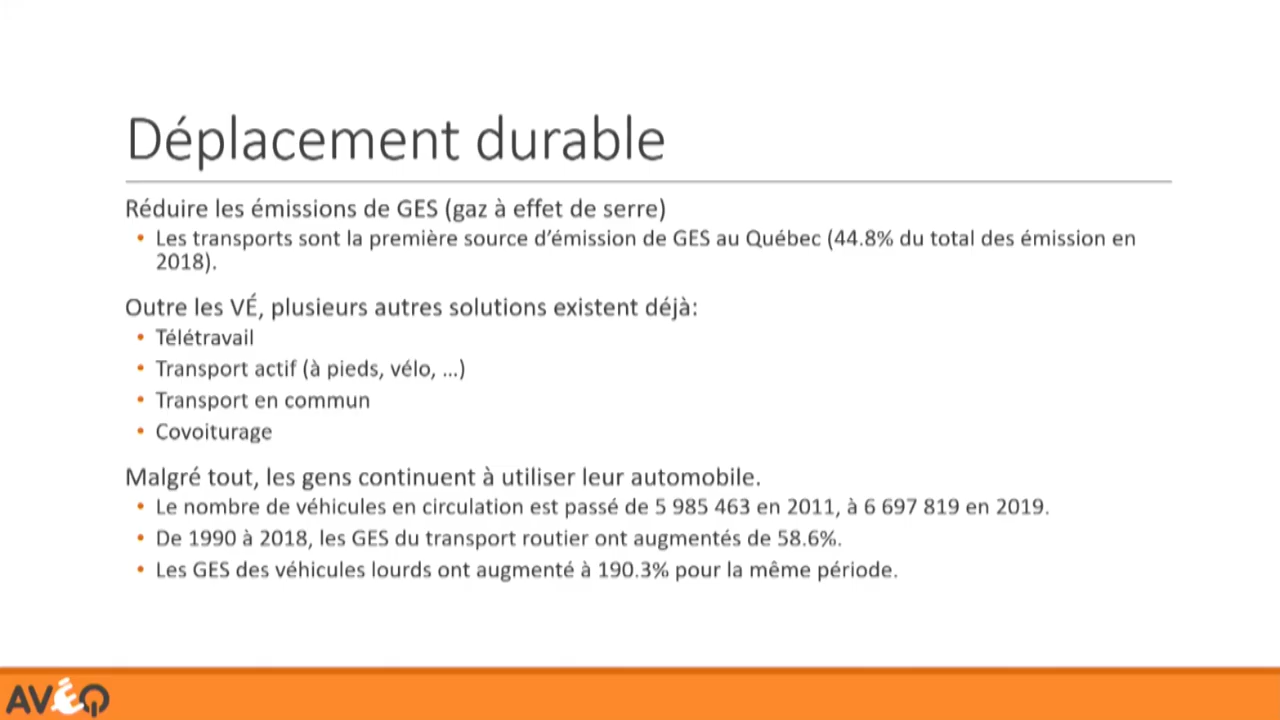 Déplacement durable
Réduire les émissions de GES (gaz à effet de serre)
• Les transports sont la première source d’émission de GES au Québec (44.8% du total des émission en
2018).
Outre les VÉ, plusieurs autres solutions existent déjà:
• Télétravail
• Transport actif (à pieds, vélo, ...)
• Transport en commun
• Covoiturage
Malgré tout, les gens continuent à utiliser leur automobile.
• Le nombre de véhicules en circulation est passé de 5 985 463 en 2011, à 6 697 819 en 2019.
• De 1990 à 2018, les GES du transport routier ont augmentés de 58.6%.
• Les GES des véhicules lourds ont augmenté à 190.3% pour la même période.
AVÉQ